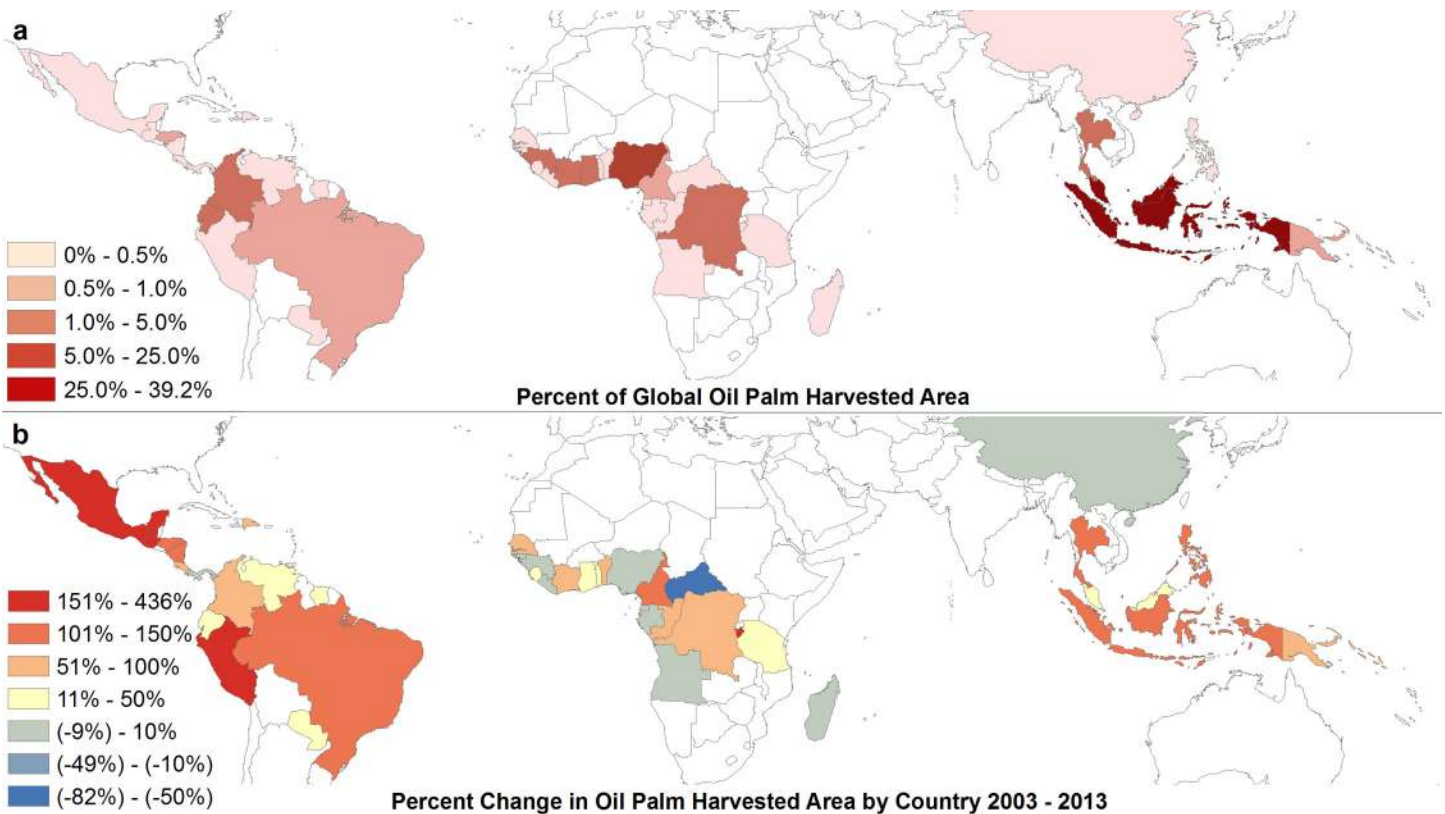 a
0% - 0.5%
0.5% - 1.0%
1.0% - 5.0%
5.0% - 25.0%
25.0% - 39.2%
Percent of Global Oil Palm Harvested Area
b
151% - 436%
101% - 150%
51% - 100%
11% - 50%
(-9%) - 10%
(-49%) - (-10%)
(-82%) - (-50%)
Percent Change in Oil Palm Harvested Area by Country 2003 - 2013